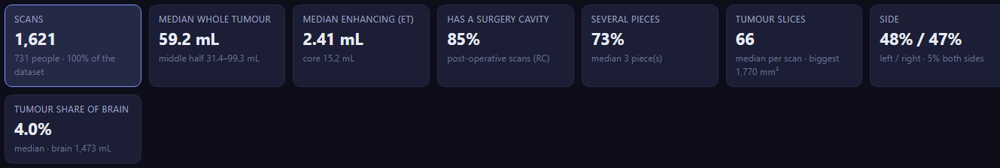 SCANS
1,621
731 people · 100% of the
dataset
MEDIAN WHOLE TUMOUR
59.2 mL
middle half 31.4–99.3 mL
MEDIAN ENHANCING (ET)
2.41 mL
core 15.2 mL
HAS A SURGERY CAVITY
85%
post-operative scans (RC)
SEVERAL PIECES
73%
median 3 piece(s)
TUMOUR SLICES
66
median per scan · biggest
1,770 mm²
SIDE
48% / 47%
left / right · 5% both sides
TUMOUR SHARE OF BRAIN
4.0%
median · brain 1,473 mL